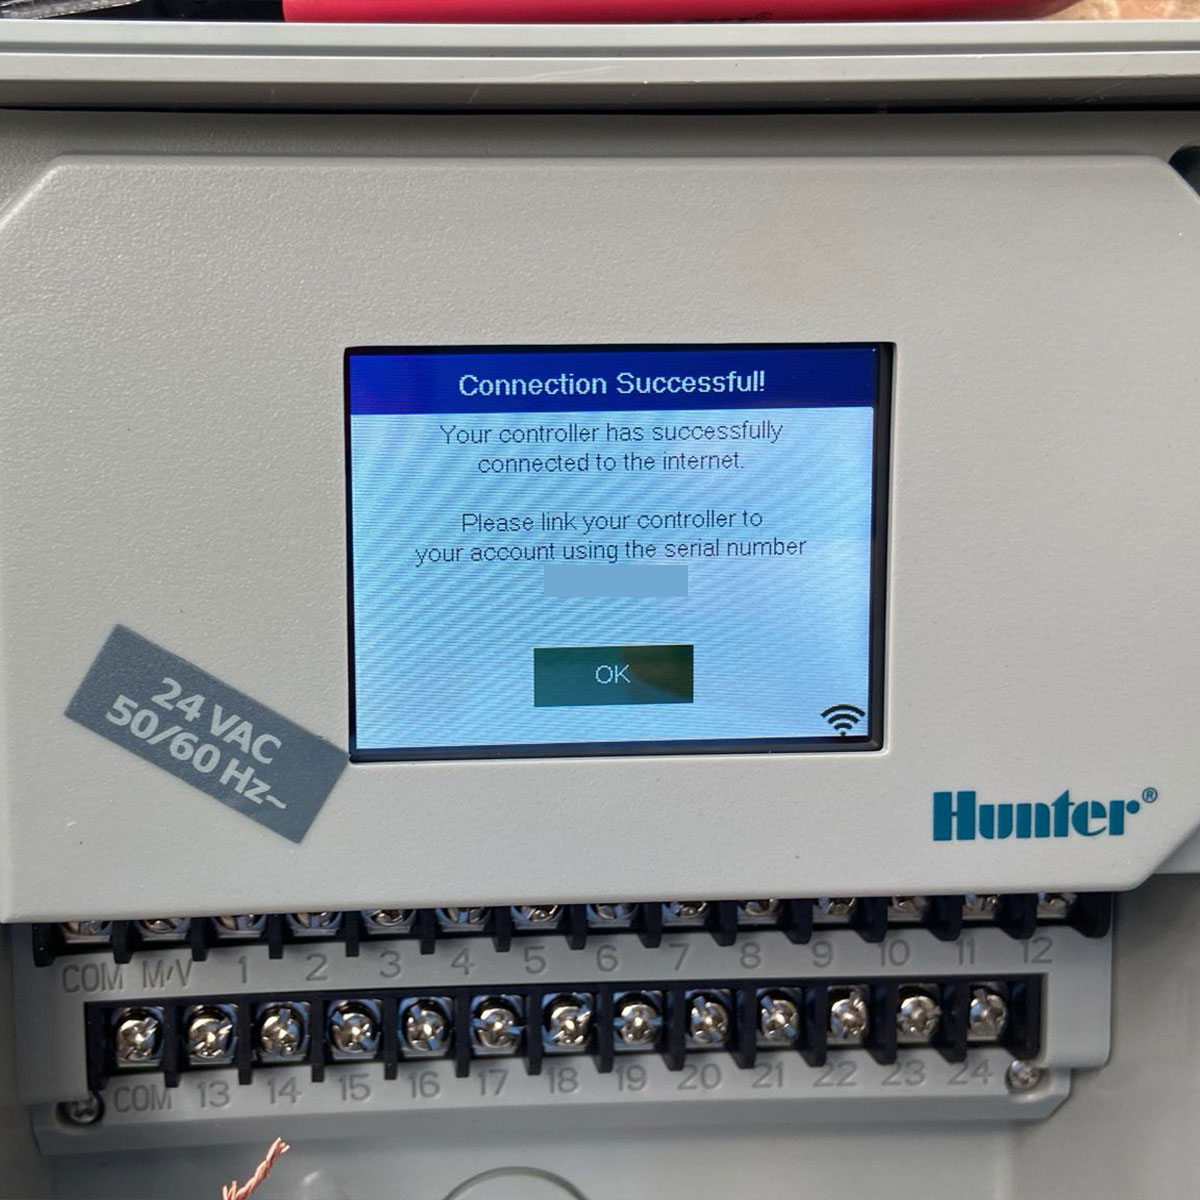 Connection Successful!
Your controller has successfully
connected to the internet.
Please link your controller to
your account using the serial number
OK
24 VAC
50/60 Hz~
Hunter®
COM M/V 1 2 3 4 5 6 7 8 9 10 11 12
COM 13 14 15 16 17 18 19 20 21 22 23 24